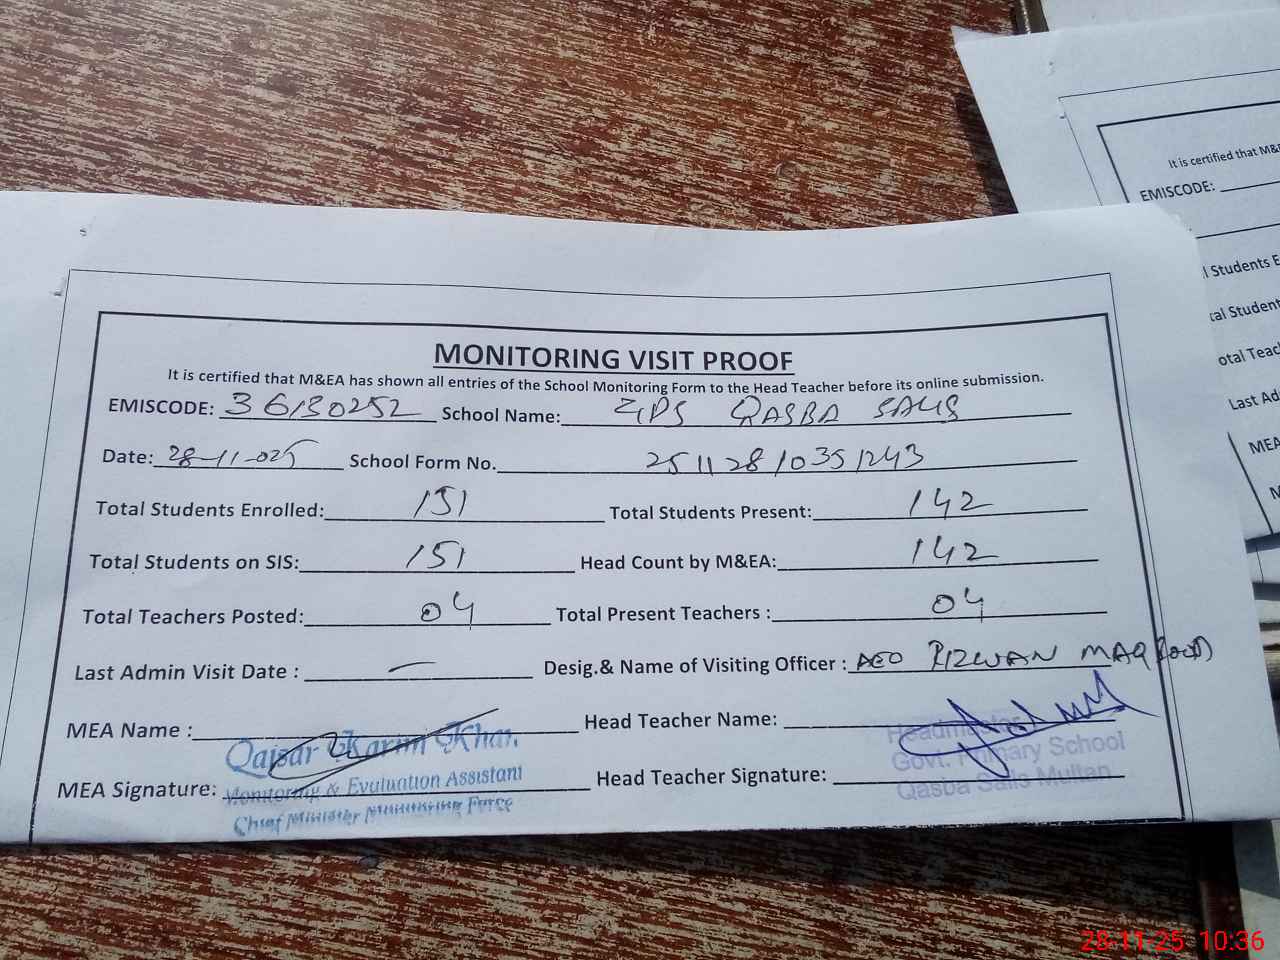 MONITORING VISIT PROOF
It is certified that M&EA has shown all entries of the School Monitoring Form to the Head Teacher before its online submission.
EMISCODE: 36130252 School Name: GPS QASBA SALIS
Date: 28-11-025 School Form No. 25112810351243
Total Students Enrolled: 151 Total Students Present: 142
Total Students on SIS: 151 Head Count by M&EA: 142
Total Teachers Posted: 04 Total Present Teachers : 04
Last Admin Visit Date : — Desig.& Name of Visiting Officer : AEO RIZWAN MAQBOOL
MEA Name : Head Teacher Name:
Qaisar Karim Khan
Headmaster
Govt. Primary School
MEA Signature: Head Teacher Signature:
Monitoring & Evaluation Assistant
Chief Minister Monitoring Force
Qasba Salis Multan
It is certified that M&E
EMISCODE:
l Students E
tal Student
otal Teac
Last Ad
MEA
M
28-11-25 10:36